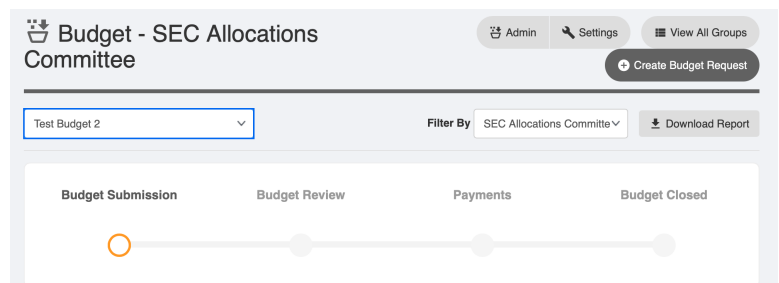 Budget - SEC Allocations
Committee
Admin
Settings
View All Groups
Create Budget Request
Test Budget 2
Filter By
SEC Allocations Committe
Download Report
Budget Submission
Budget Review
Payments
Budget Closed